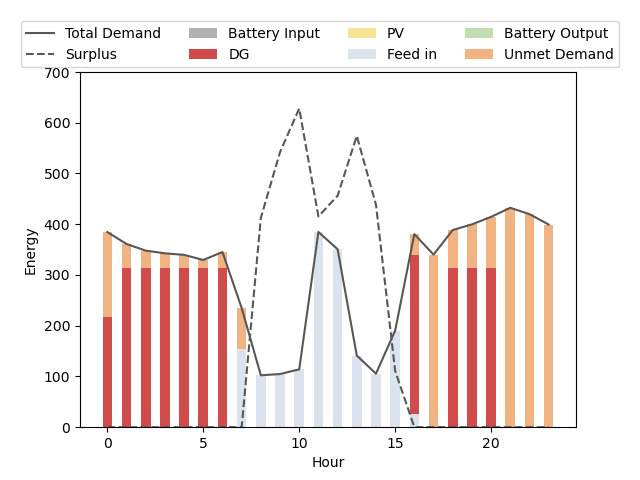 Total Demand Battery Input PV Battery Output
Surplus DG Feed in Unmet Demand
700
600
500
400
300
200
100
0
Energy
0 5 10 15 20
Hour